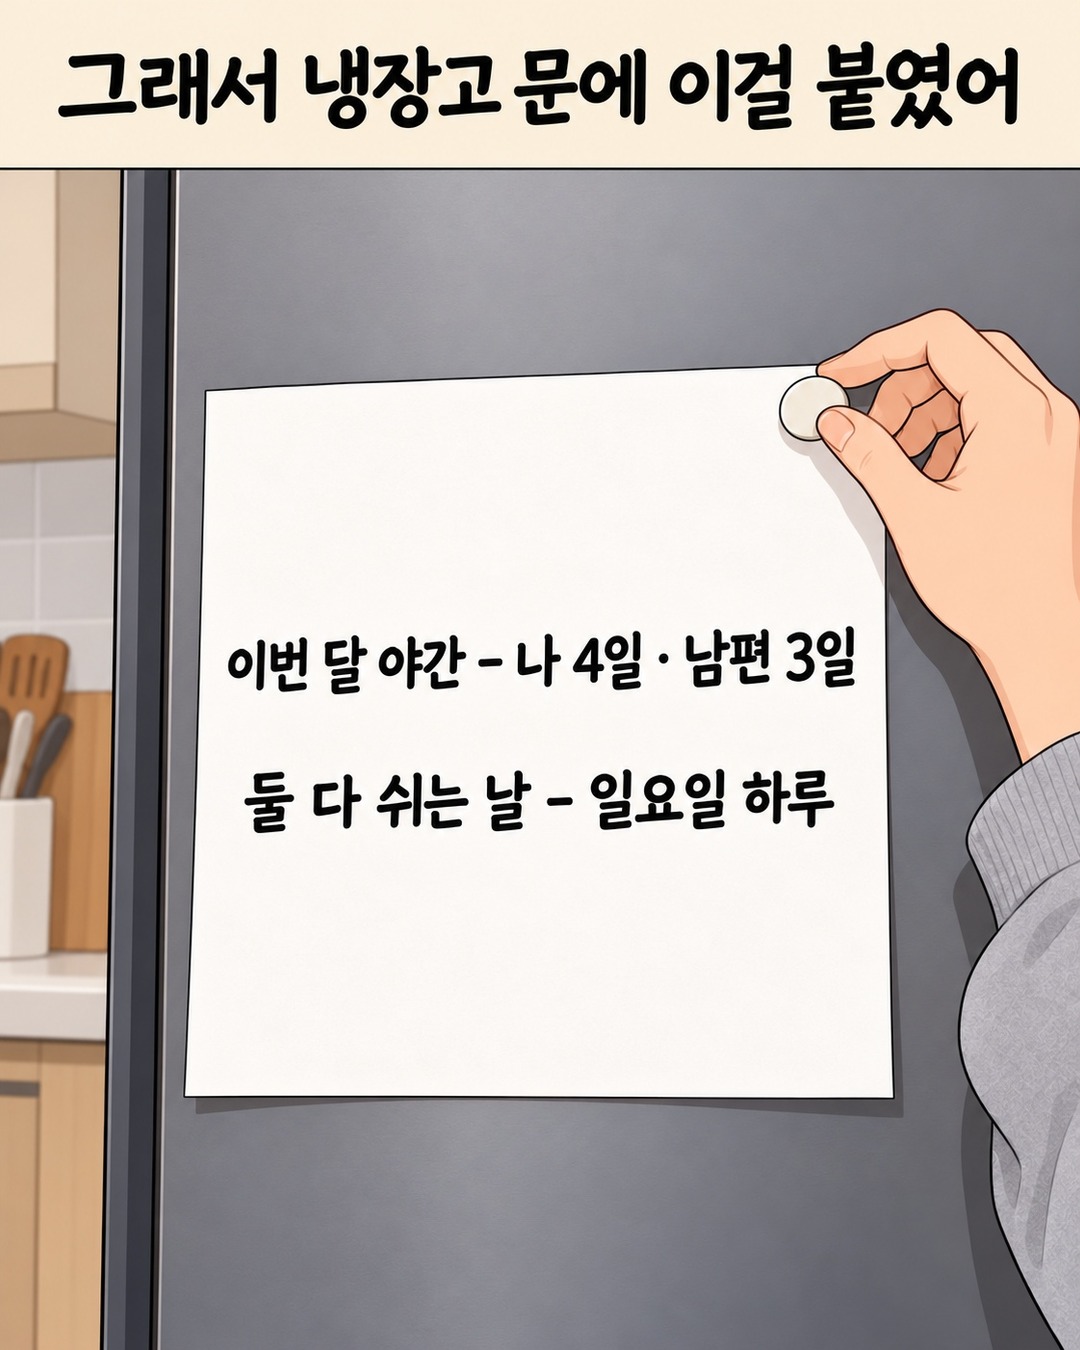 그래서 냉장고 문에 이걸 붙였어
이번 달 야간 – 나 4일 · 남편 3일
둘 다 쉬는 날 – 일요일 하루